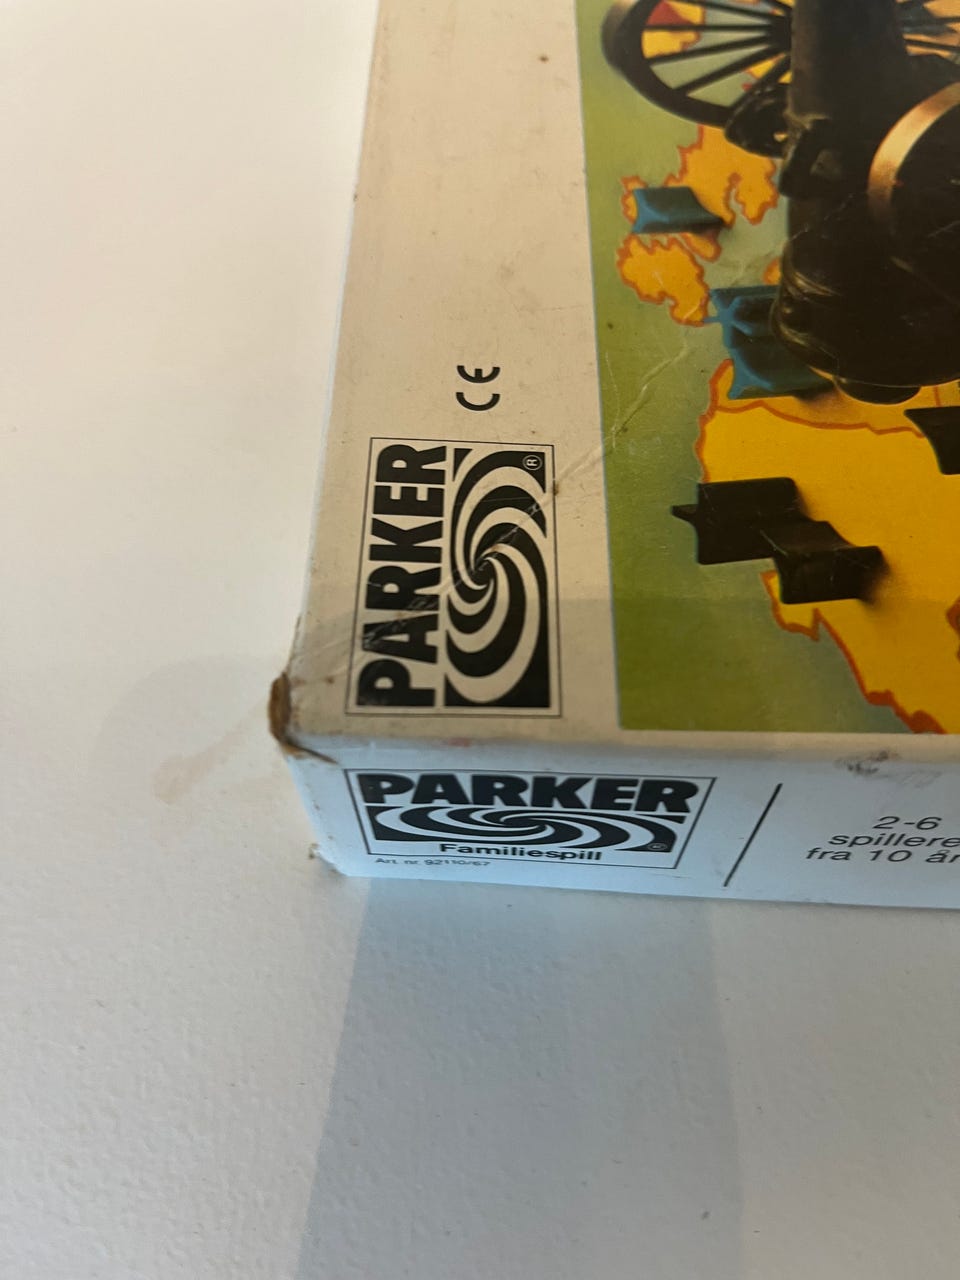 CE
PARKER
®
PARKER
®
Familiespill
Art. nr. 92110/67
2-6
spillere
fra 10 år